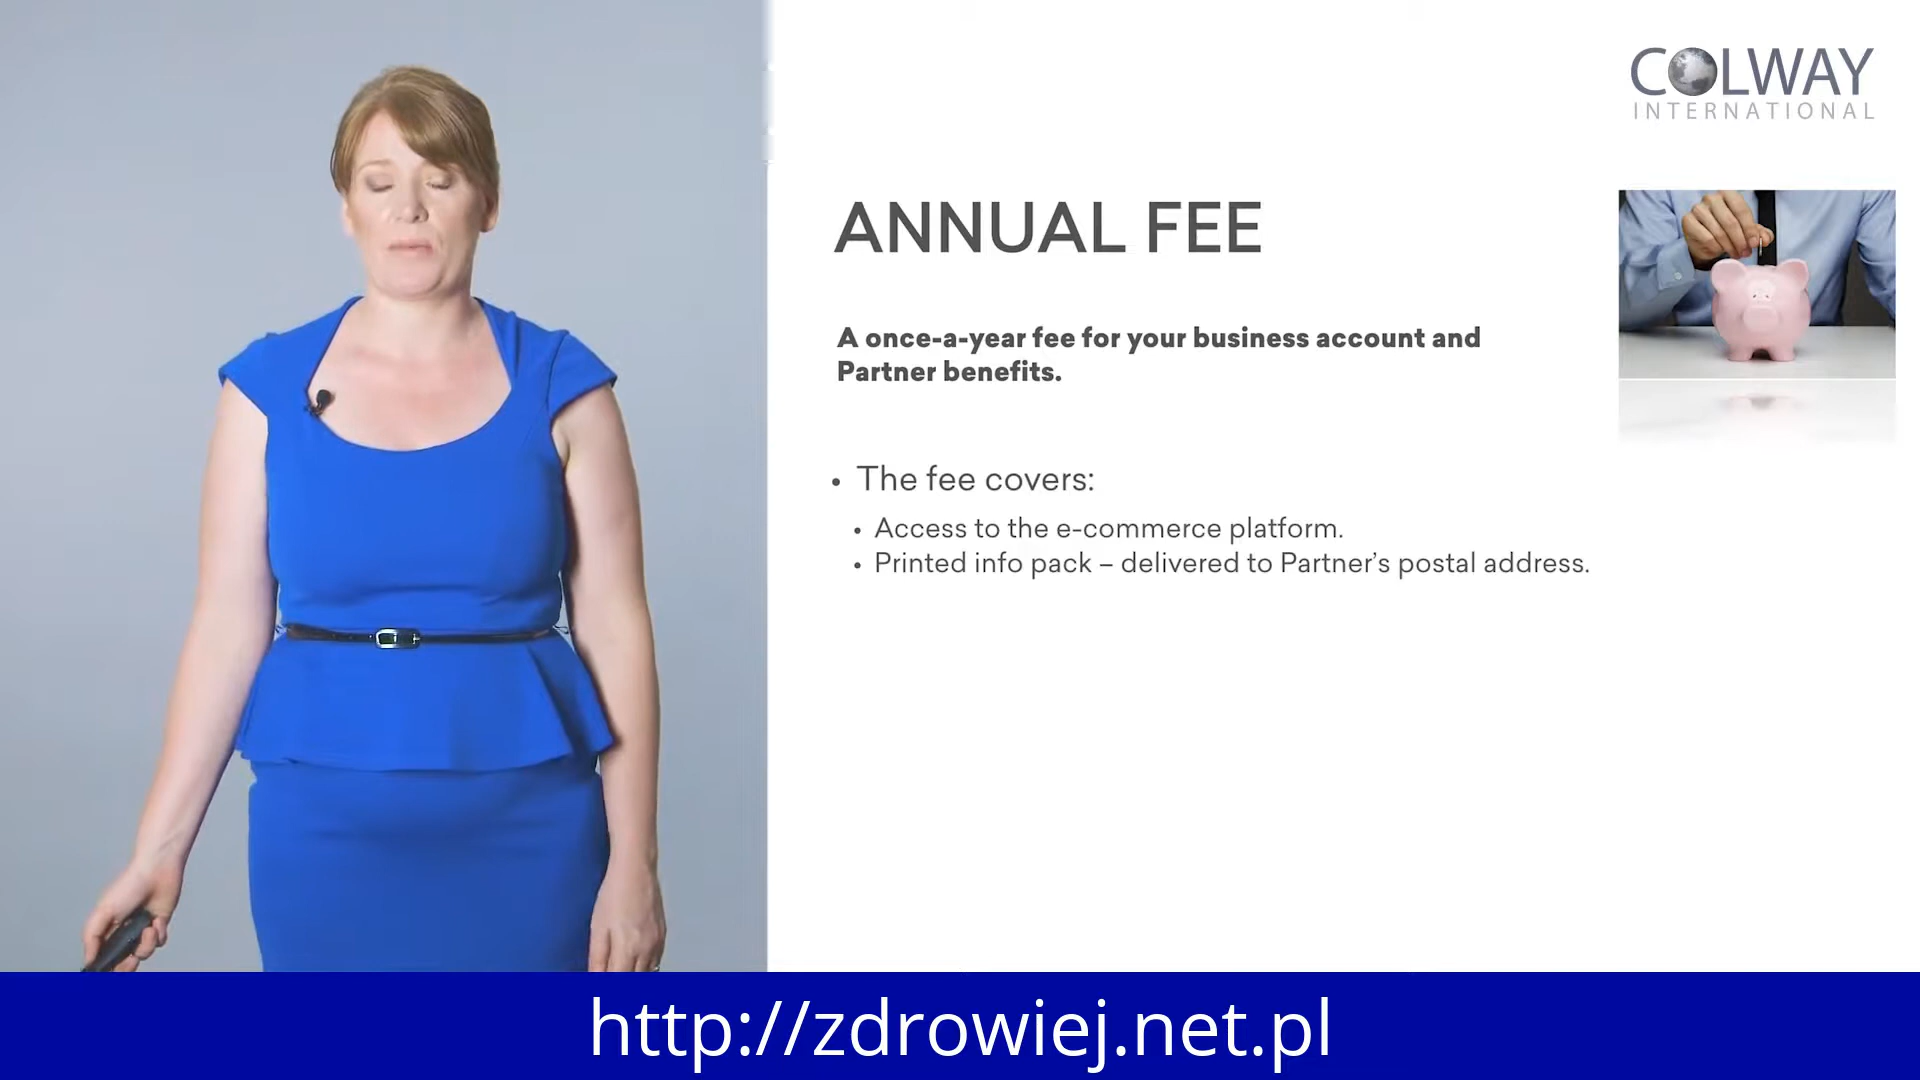 COLWAY
INTERNATIONAL
ANNUAL FEE
A once-a-year fee for your business account and
Partner benefits.
• The fee covers:
• Access to the e-commerce platform.
• Printed info pack – delivered to Partner’s postal address.
http://zdrowiej.net.pl